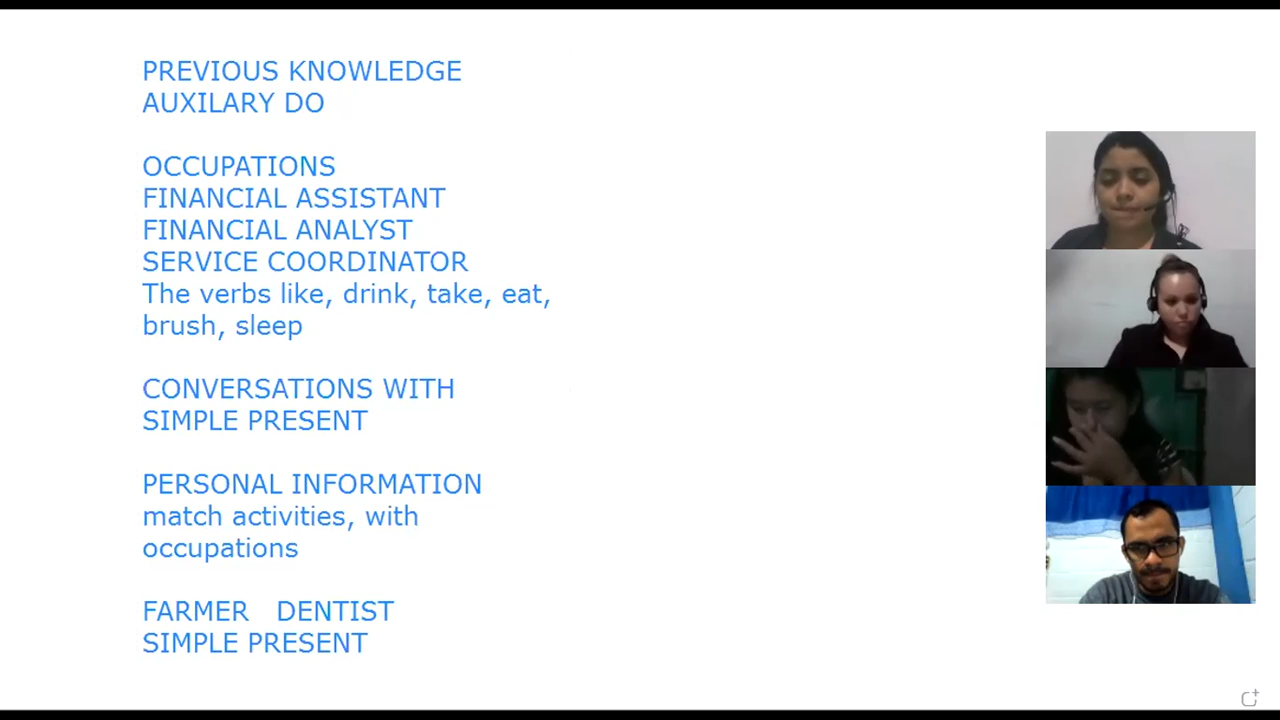 PREVIOUS KNOWLEDGE
AUXILARY DO
OCCUPATIONS
FINANCIAL ASSISTANT
FINANCIAL ANALYST
SERVICE COORDINATOR
The verbs like, drink, take, eat,
brush, sleep
CONVERSATIONS WITH
SIMPLE PRESENT
PERSONAL INFORMATION
match activities, with
occupations
FARMER DENTIST
SIMPLE PRESENT